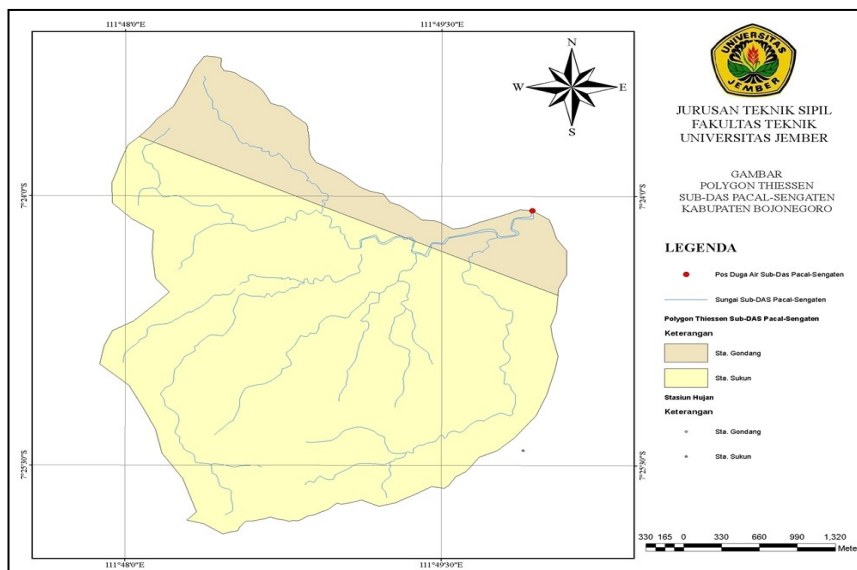 111°48'0"E 111°49'30"E
N
W E
S
7°24'0"S 7°24'0"S
7°25'30"S 7°25'30"S
111°48'0"E 111°49'30"E
UNIVERSITAS
JEMBER
JURUSAN TEKNIK SIPIL
FAKULTAS TEKNIK
UNIVERSITAS JEMBER
GAMBAR
POLYGON THIESSEN
SUB-DAS PACAL-SENGATEN
KABUPATEN BOJONEGORO
LEGENDA
Pos Duga Air Sub-Das Pacal-Sengaten
Sungai Sub-DAS Pacal-Sengaten
Polygon Thiessen Sub-DAS Pacal-Sengaten
Keterangan
Sta. Gondang
Sta. Sukun
Stasiun Hujan
Keterangan
Sta. Gondang
Sta. Sukun
330 165 0 330 660 990 1,320
Mete